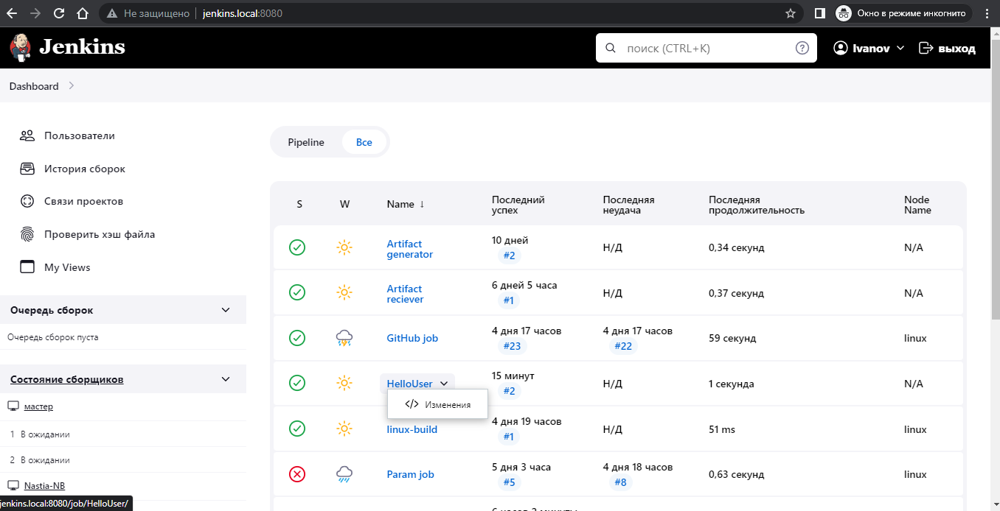 Не защищено
jenkins.local:8080
Окно в режиме инкогнито
Jenkins
поиск (CTRL+K)
?
Ivanov
выход
Dashboard
Пользователи
История сборок
Связи проектов
Проверить хэш файла
My Views
Очередь сборок
Очередь сборок пуста
Состояние сборщиков
мастер
1 В ожидании
2 В ожидании
Nastia-NB
jenkins.local:8080/job/HelloUser/
Pipeline
Все
S
W
Name ↓
Последний
успех
Последняя
неудача
Последняя
продолжительность
Node
Name
Artifact
generator
10 дней
#2
Н/Д
0,34 секунд
N/A
Artifact
reciever
6 дней 5 часа
#1
Н/Д
0,37 секунд
N/A
GitHub job
4 дня 17 часов
#23
4 дня 17 часов
#22
59 секунд
linux
HelloUser
15 минут
#2
Н/Д
1 секунда
N/A
</> Изменения
linux-build
4 дня 19 часов
#1
Н/Д
51 ms
linux
Param job
5 дня 3 часа
#5
4 дня 18 часов
#8
0,63 секунд
linux